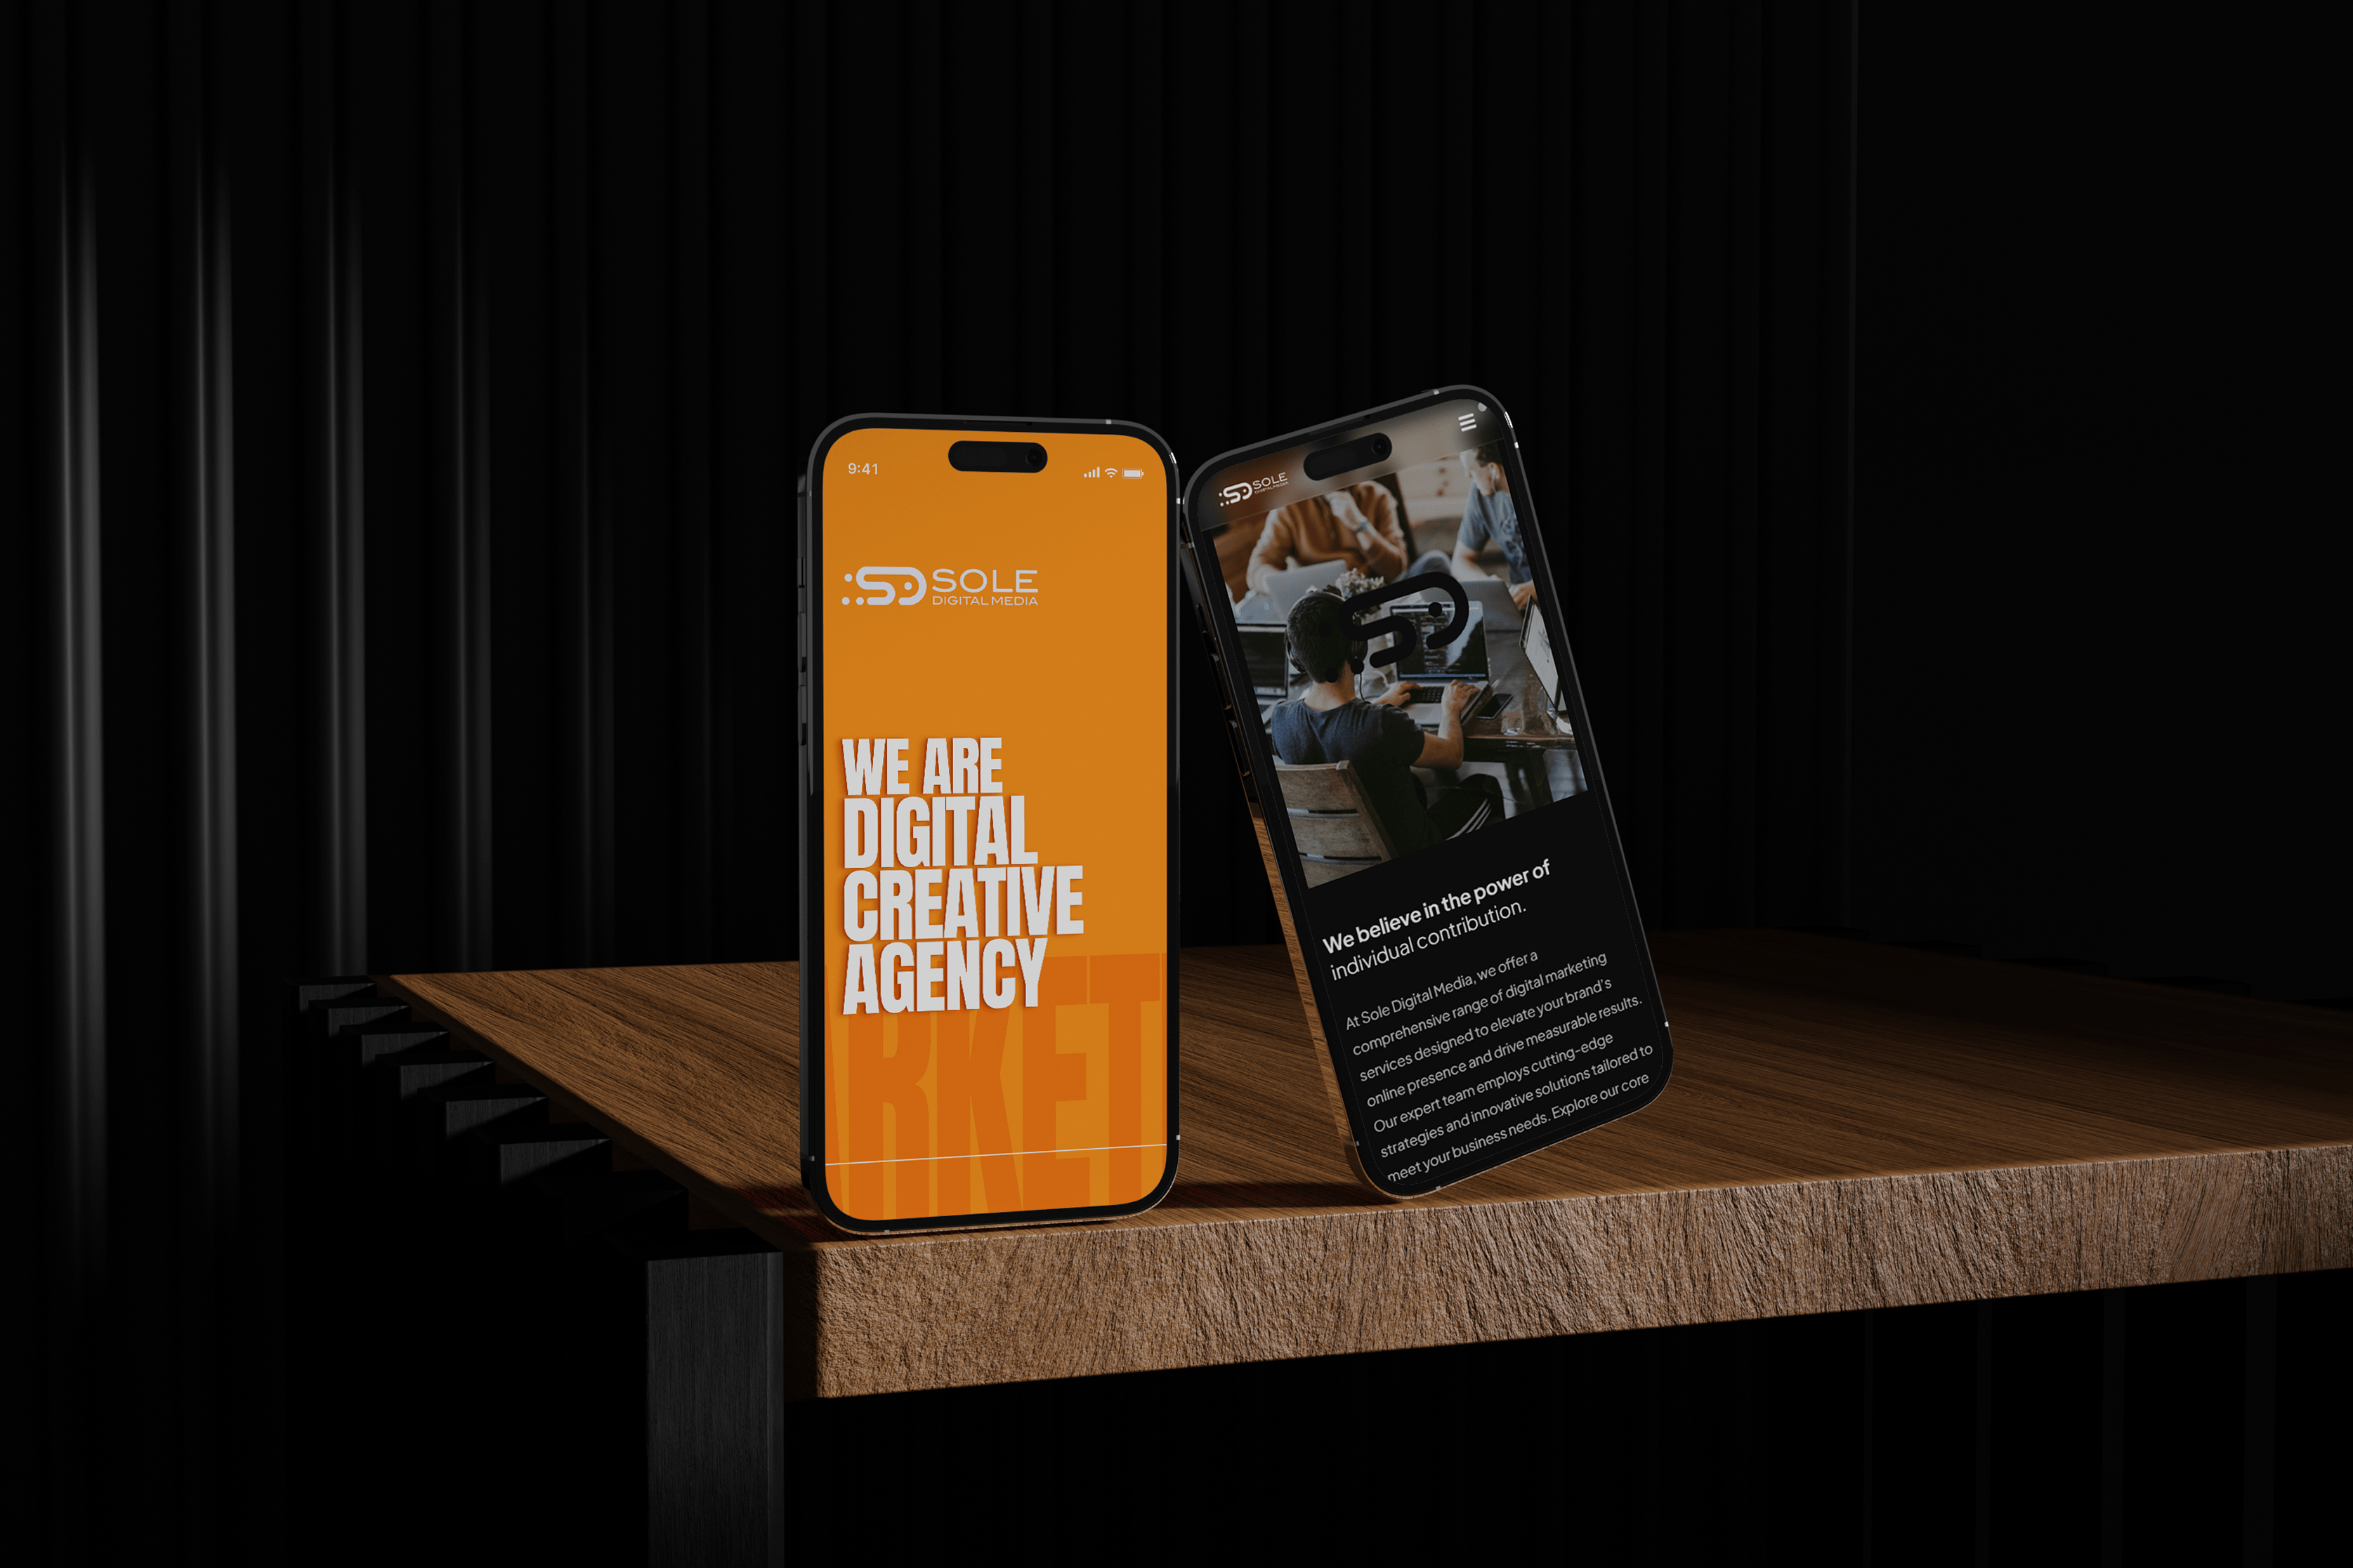 9:41
SOLE
DIGITAL MEDIA
WE ARE
DIGITAL
CREATIVE
AGENCY
RKET
SOLE
DIGITAL MEDIA
We believe in the power of
individual contribution.
At Sole Digital Media, we offer a
comprehensive range of digital marketing
services designed to elevate your brand's
online presence and drive measurable results.
Our expert team employs cutting-edge
strategies and innovative solutions tailored to
meet your business needs. Explore our core